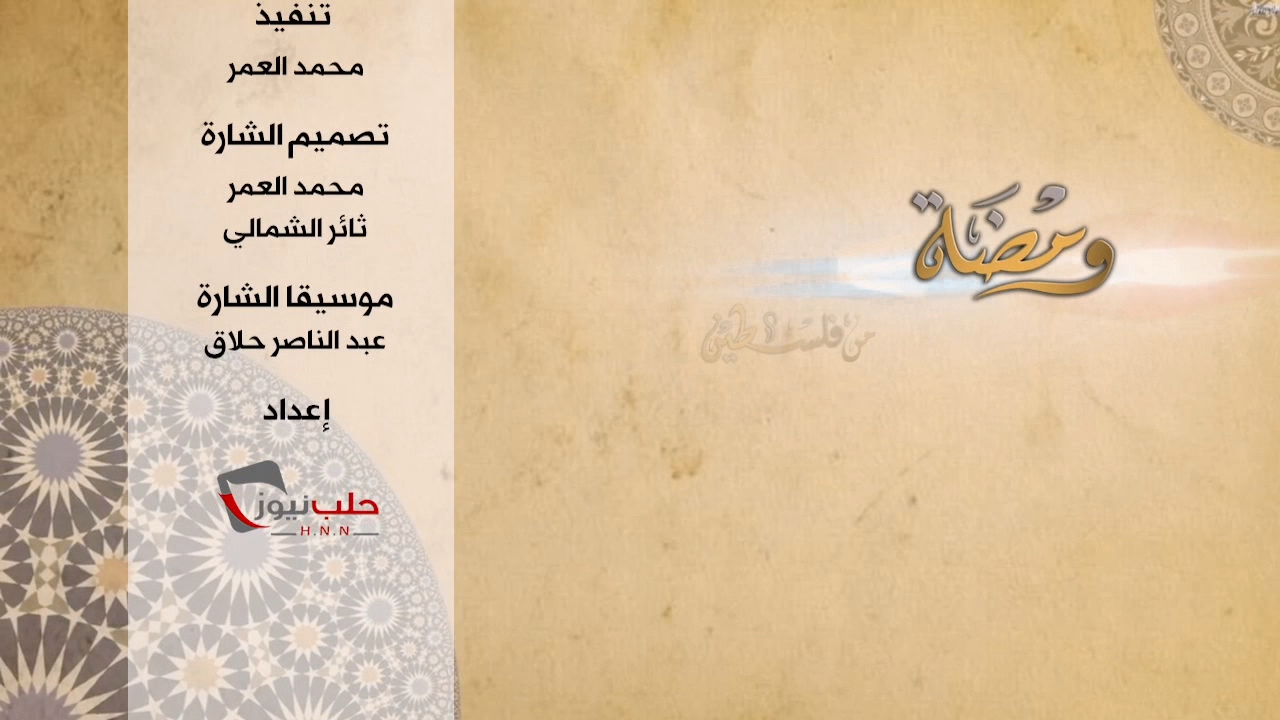 تنفيذ
محمد العمر
تصميم الشارة
محمد العمر
ثائر الشمالي
موسيقا الشارة
عبد الناصر حلاق
إعداد
حلب نيوز
H.N.N
ومْضَة
من فلسطين